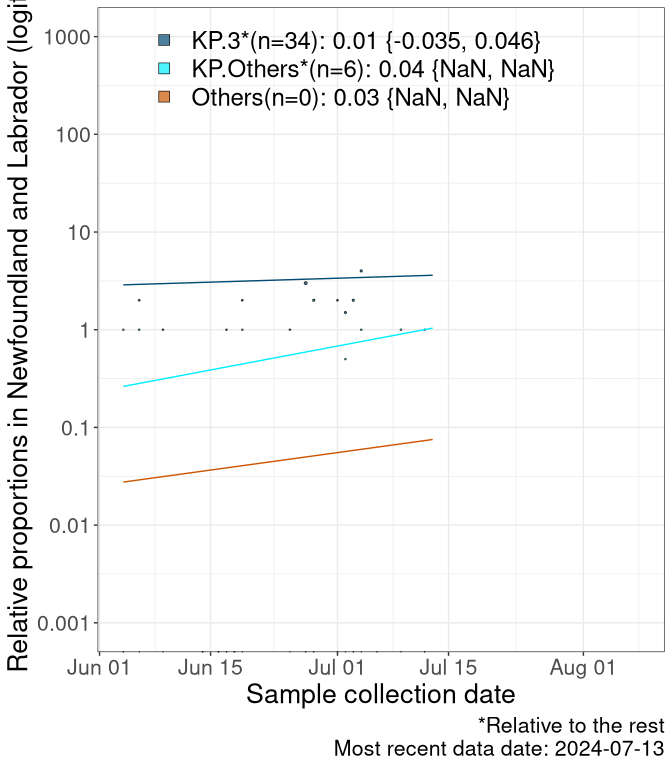 KP.3*(n=34): 0.01 {-0.035, 0.046}
KP.Others*(n=6): 0.04 {NaN, NaN}
Others(n=0): 0.03 {NaN, NaN}
Relative proportions in Newfoundland and Labrador (logit
1000
100
10
1
0.1
0.01
0.001
Jun 01
Jun 15
Jul 01
Jul 15
Aug 01
Sample collection date
*Relative to the rest
Most recent data date: 2024-07-13